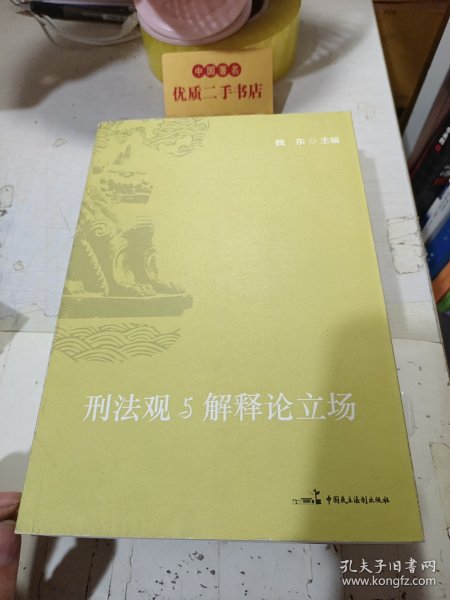 中国著名
优质二手书店
魏 东 ○ 主编
刑法观与解释论立场
中国民主法制出版社
孔夫子旧书网
www.kongfz.com